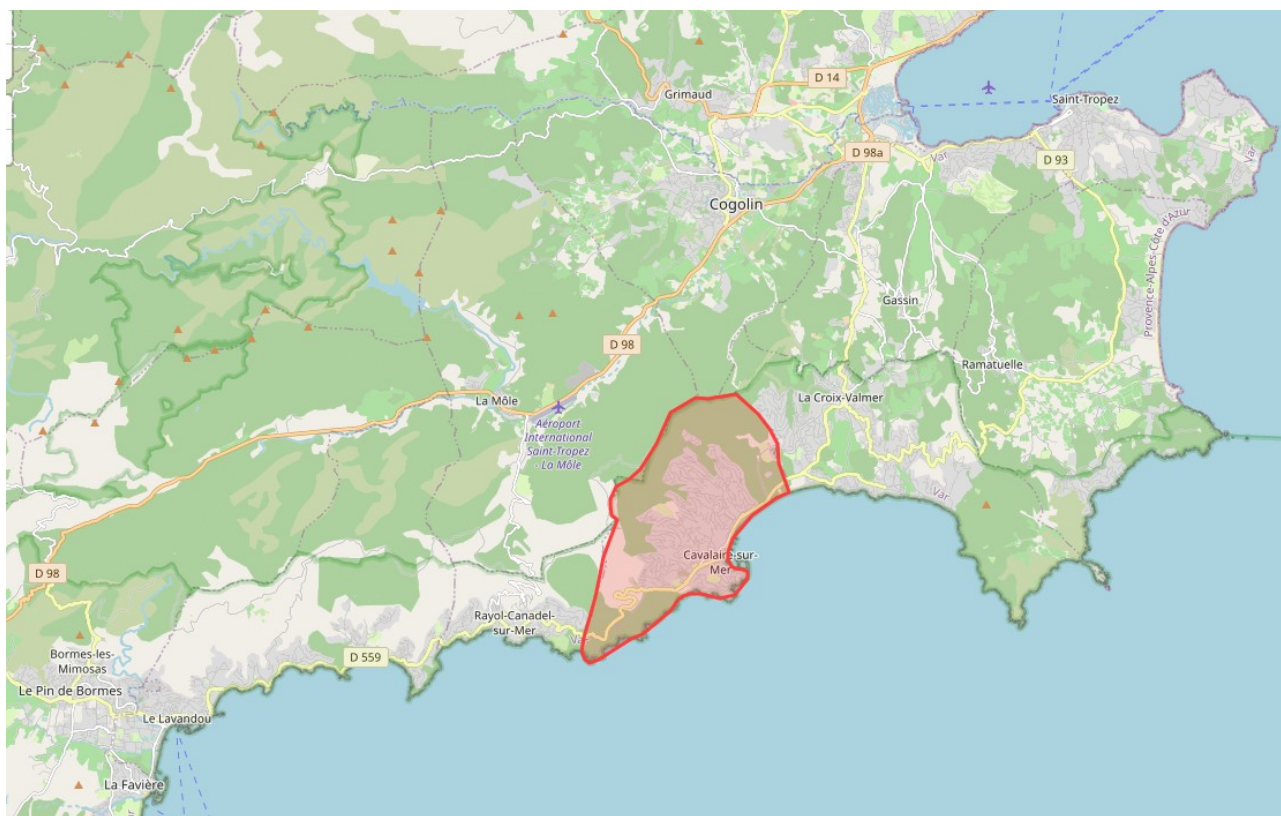 D 14
Grimaud
Saint-Tropez
D 98a
Var
D 93
Var
Cogolin
Provence-Alpes-Côte d'Azur
Gassin
D 98
Ramatuelle
La Môle
La Croix-Valmer
Aéroport
International
Saint-Tropez
- La Môle
Var
Cavalaire-sur-
Mer
D 98
Rayol-Canadel-
sur-Mer
Var
D 559
Bormes-les-
Mimosas
Le Pin de Bormes
Le Lavandou
La Favière